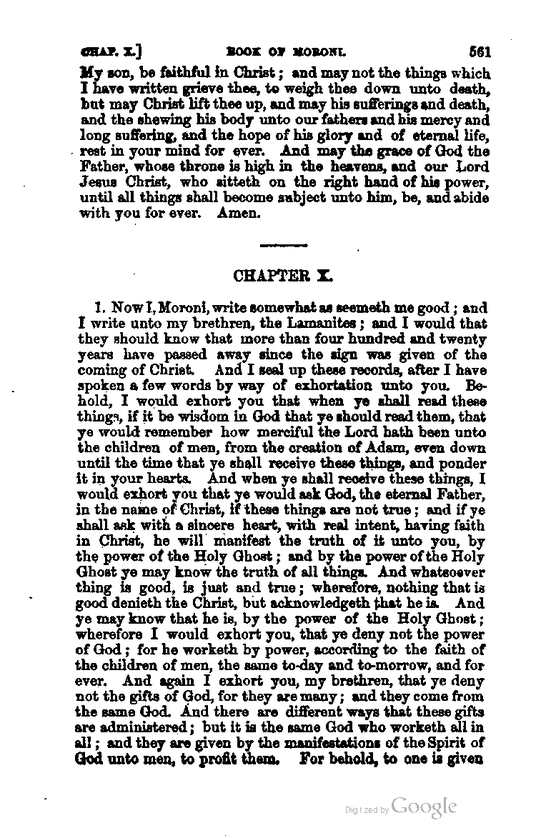 CHAP. X.] BOOK OF MORONI. 561
My son, be faithful in Christ; and may not the things which
I have written grieve thee, to weigh thee down unto death,
but may Christ lift thee up, and may his sufferings and death,
and the shewing his body unto our fathers and his mercy and
long suffering, and the hope of his glory and of eternal life,
rest in your mind for ever. And may the grace of God the
Father, whose throne is high in the heavens, and our Lord
Jesus Christ, who sitteth on the right hand of his power,
until all things shall become subject unto him, be, and abide
with you for ever. Amen.
CHAPTER X.
1. Now I, Moroni, write somewhat as seemeth me good; and
I write unto my brethren, the Lamanites; and I would that
they should know that more than four hundred and twenty
years have passed away since the sign was given of the
coming of Christ. And I seal up these records, after I have
spoken a few words by way of exhortation unto you. Be-
hold, I would exhort you that when ye shall read these
things, if it be wisdom in God that ye should read them, that
ye would remember how merciful the Lord hath been unto
the children of men, from the creation of Adam, even down
until the time that ye shall receive these things, and ponder
it in your hearts. And when ye shall receive these things, I
would exhort you that ye would ask God, the eternal Father,
in the name of Christ, if these things are not true; and if ye
shall ask with a sincere heart, with real intent, having faith
in Christ, he will manifest the truth of it unto you, by
the power of the Holy Ghost; and by the power of the Holy
Ghost ye may know the truth of all things. And whatsoever
thing is good, is just and true; wherefore, nothing that is
good denieth the Christ, but acknowledgeth that he is. And
ye may know that he is, by the power of the Holy Ghost;
wherefore I would exhort you, that ye deny not the power
of God; for he worketh by power, according to the faith of
the children of men, the same to-day and to-morrow, and for
ever. And again I exhort you, my brethren, that ye deny
not the gifts of God, for they are many; and they come from
the same God. And there are different ways that these gifts
are administered; but it is the same God who worketh all in
all; and they are given by the manifestations of the Spirit of
God unto men, to profit them. For behold, to one is given
Digitized by Google